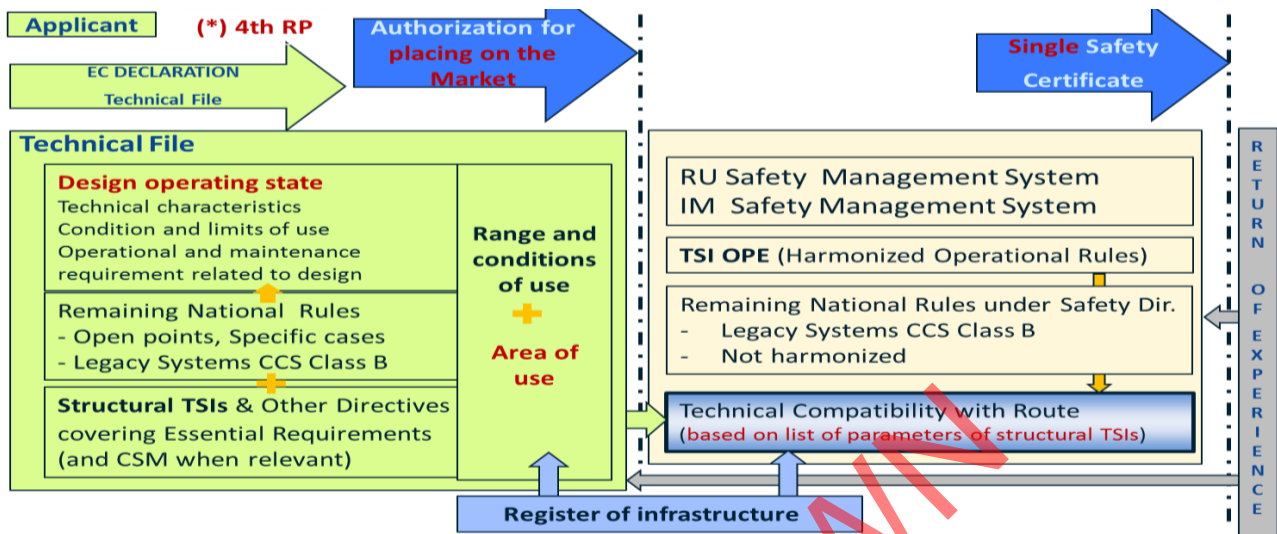 Applicant
(*) 4th RP
EC DECLARATION
Technical File
Authorization for
placing on the
Market
Single Safety
Certificate
Technical File
Design operating state
Technical characteristics
Condition and limits of use
Operational and maintenance
requirement related to design
Remaining National Rules
- Open points, Specific cases
- Legacy Systems CCS Class B
Structural TSIs & Other Directives
covering Essential Requirements
(and CSM when relevant)
Range and
conditions
of use
Area of
use
RU Safety Management System
IM Safety Management System
TSI OPE (Harmonized Operational Rules)
Remaining National Rules under Safety Dir.
- Legacy Systems CCS Class B
- Not harmonized
Technical Compatibility with Route
(based on list of parameters of structural TSIs)
Register of infrastructure
RETURN OF EXPERIENCE